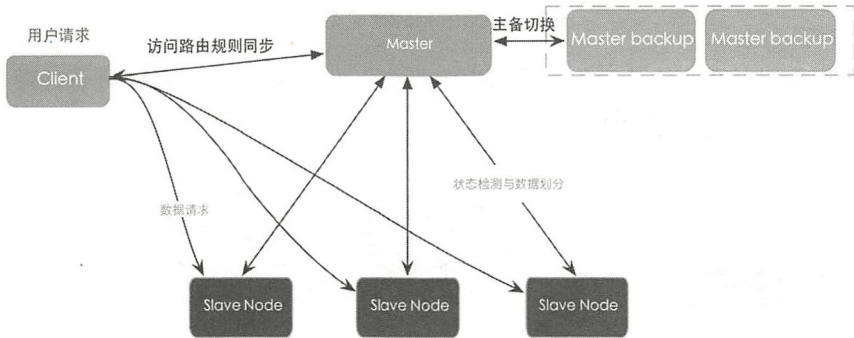 用户请求
Client
访问路由规则同步
Master
主备切换
Master backup
Master backup
数据请求
状态检测与数据划分
Slave Node
Slave Node
Slave Node